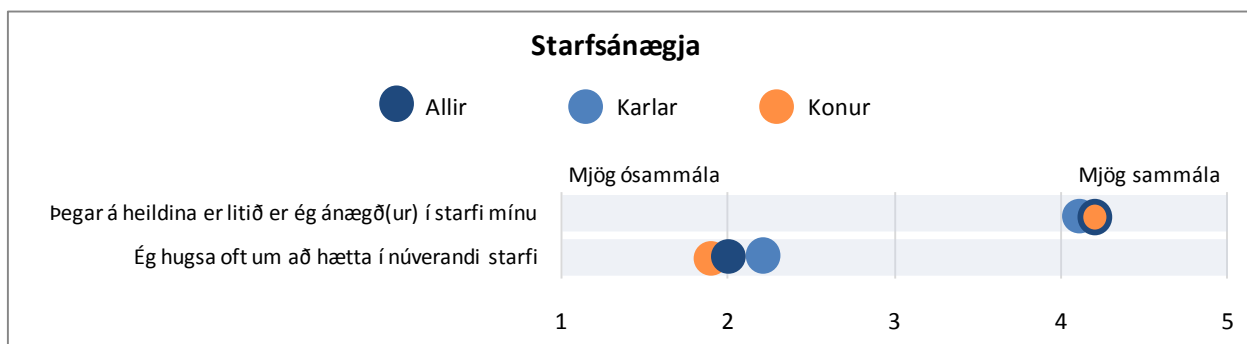 Starfsánægja
Allir Karlar Konur
Mjög ósammála Mjög sammála
Þegar á heildina er litið er ég ánægð(ur) í starfi mínu
Ég hugsa oft um að hætta í núverandi starfi
1 2 3 4 5